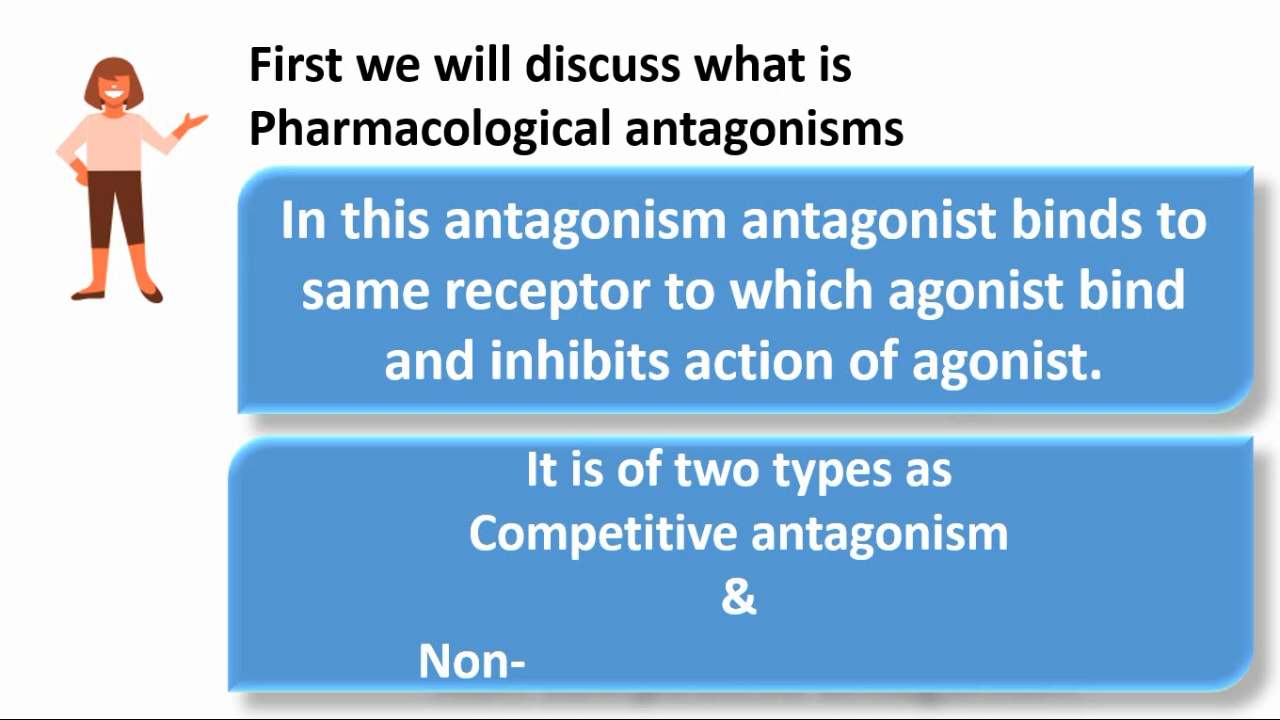 First we will discuss what is
Pharmacological antagonisms
In this antagonism antagonist binds to
same receptor to which agonist bind
and inhibits action of agonist.
It is of two types as
Competitive antagonism
&
Non-